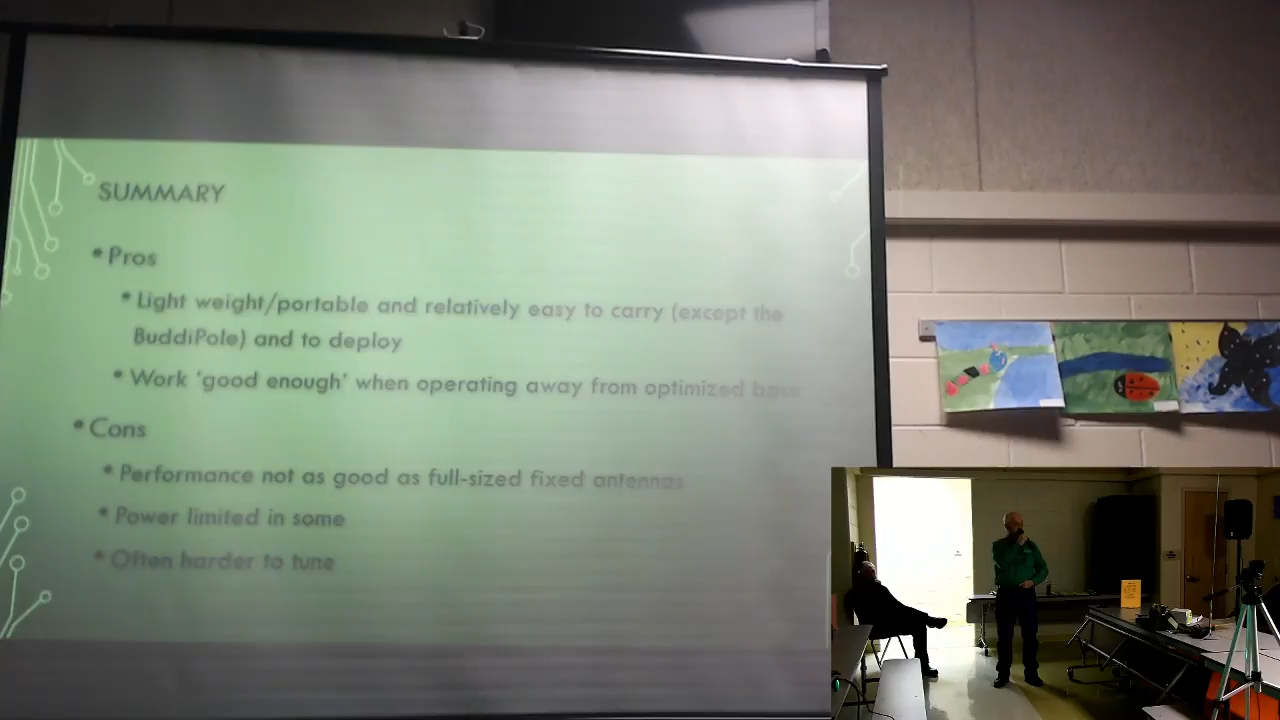 SUMMARY
• Pros
• Light weight/portable and relatively easy to carry (except the
BuddiPole) and to deploy
• Work ‘good enough’ when operating away from optimized base
• Cons
• Performance not as good as full-sized fixed antennas
• Power limited in some
• Often harder to tune